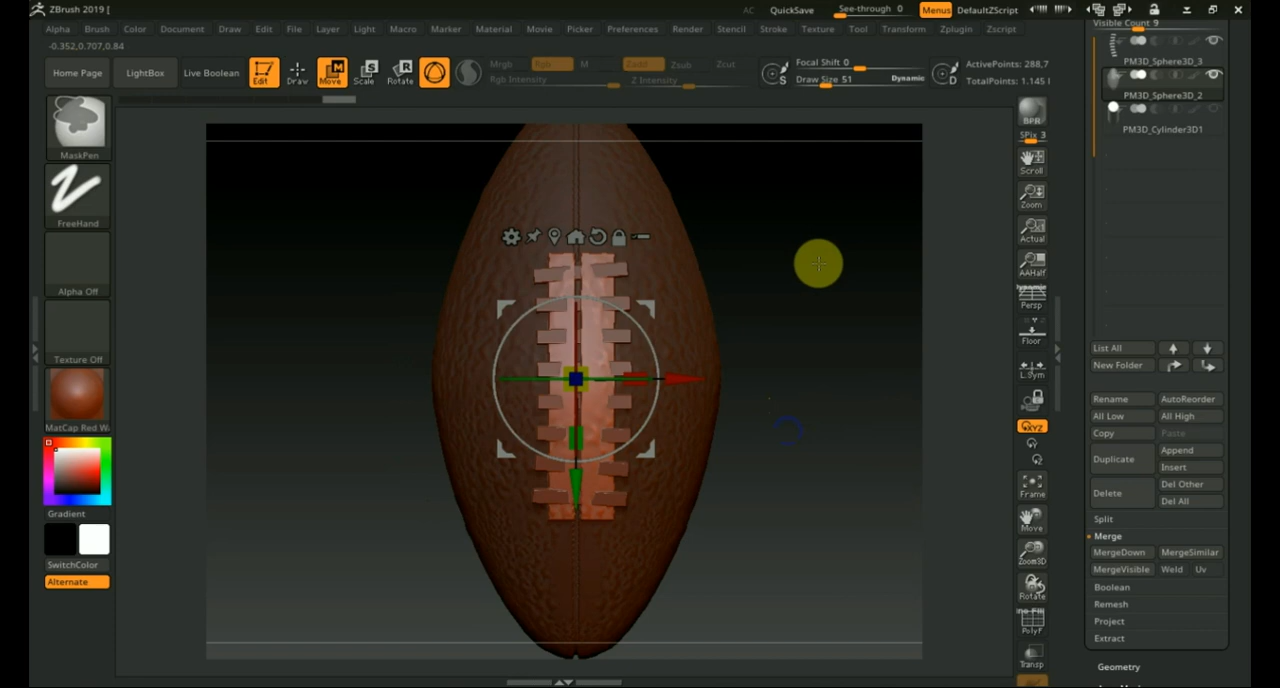 ZBrush 2019 [
AC QuickSave See-through 0 Menus DefaultZScript
Alpha Brush Color Document Draw Edit File Layer Light Macro Marker Material Movie Picker Preferences Render Stencil Stroke Texture Tool Transform Zplugin Zscript
-0.352,0.707,0.84
Home Page LightBox Live Boolean Edit Draw Move Scale Rotate
Mrgb Rgb M Zadd Zsub Zcut
Rgb Intensity Z Intensity
Focal Shift 0
Draw Size 51 Dynamic
ActivePoints: 288,7
TotalPoints: 1.145 
S
D
M
S
R
MaskPen
FreeHand
Alpha Off
Texture Off
MatCap Red W
Gradient
SwitchColor
Alternate
BPR
SPix 3
Scroll
Zoom
Actual
AAHalf
Dynamic
Persp
Floor
L.Sym
XYZ
Frame
Move
Zoom3D
Rotate
PolyF
Transp
Visible Count 9
PM3D_Sphere3D_3
PM3D_Sphere3D_2
PM3D_Cylinder3D1
List All
New Folder
Rename AutoReorder
All Low All High
Copy Paste
Duplicate Append
Insert
Delete Del Other
Del All
Split
Merge
MergeDown MergeSimilar
MergeVisible Weld Uv
Boolean
Remesh
Project
Extract
Geometry